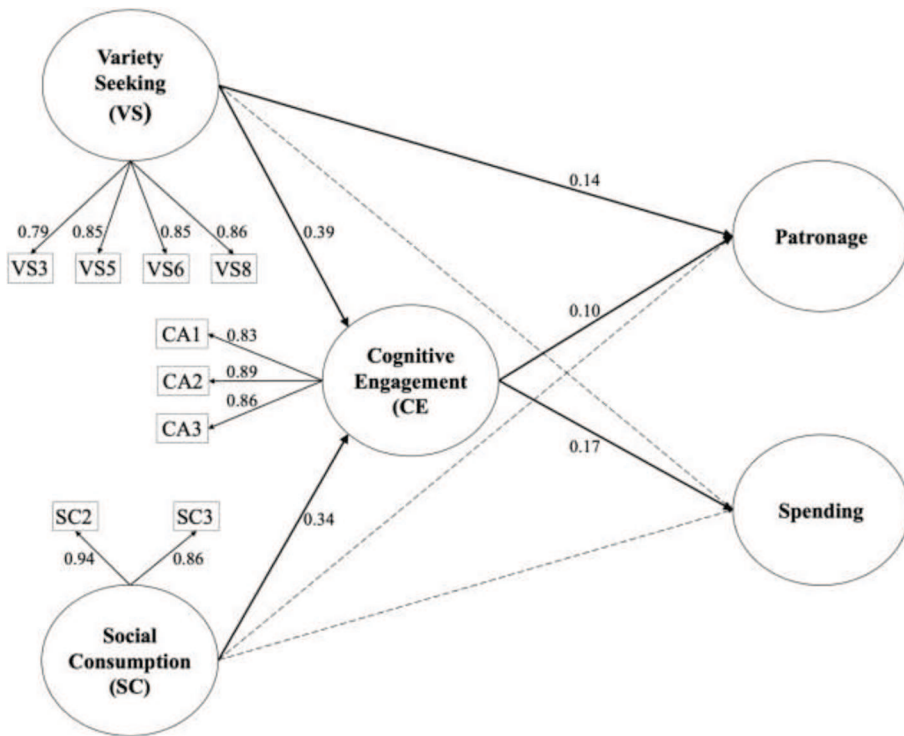 Variety
Seeking
(VS)
0.14
0.79
0.85
0.85
0.86
0.39
Patronage
VS3
VS5
VS6
VS8
0.10
CA1
0.83
Cognitive
Engagement
(CE
CA2
0.89
CA3
0.86
0.17
SC2
SC3
0.34
Spending
0.94
0.86
Social
Consumption
(SC)